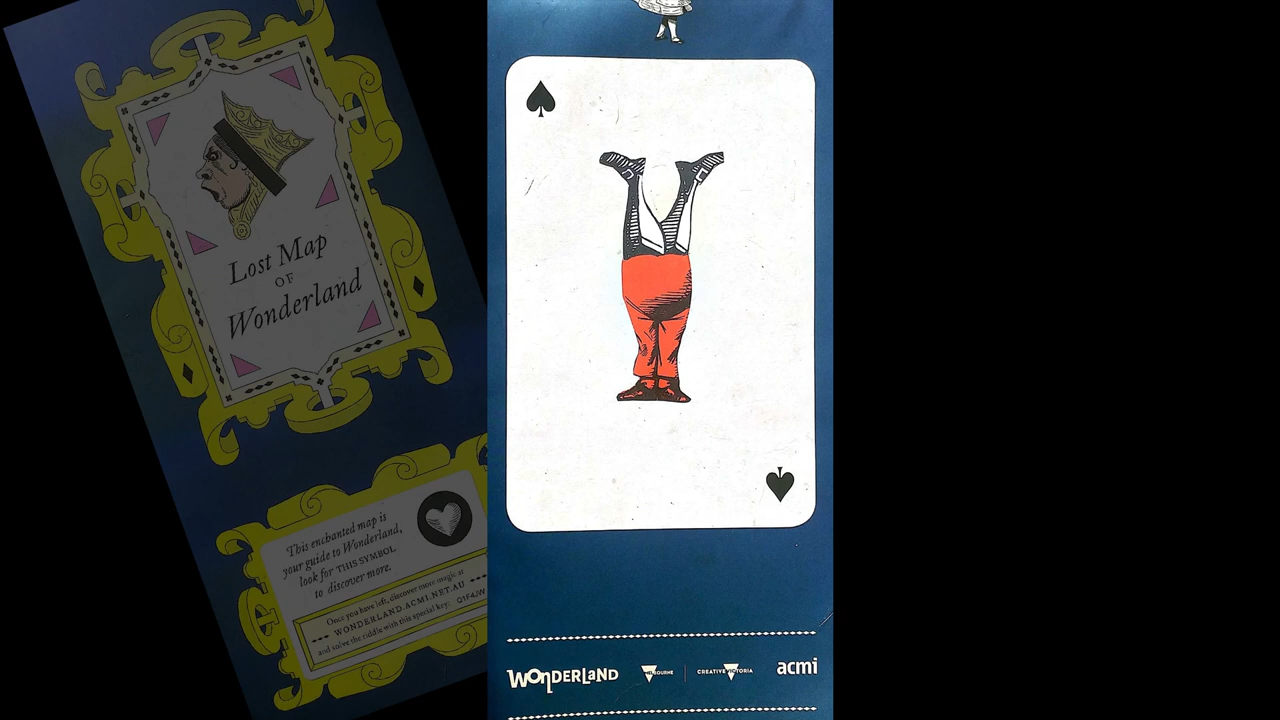 Lost Map
OF
Wonderland
This enchanted map is
your guide to Wonderland,
look for THIS SYMBOL
to discover more.
Once you have left, discover more magic at
WONDERLAND.ACMI.NET.AU
and solve the riddle with this special key:
WONDERLAND
CREATIVE VICTORIA
acmi